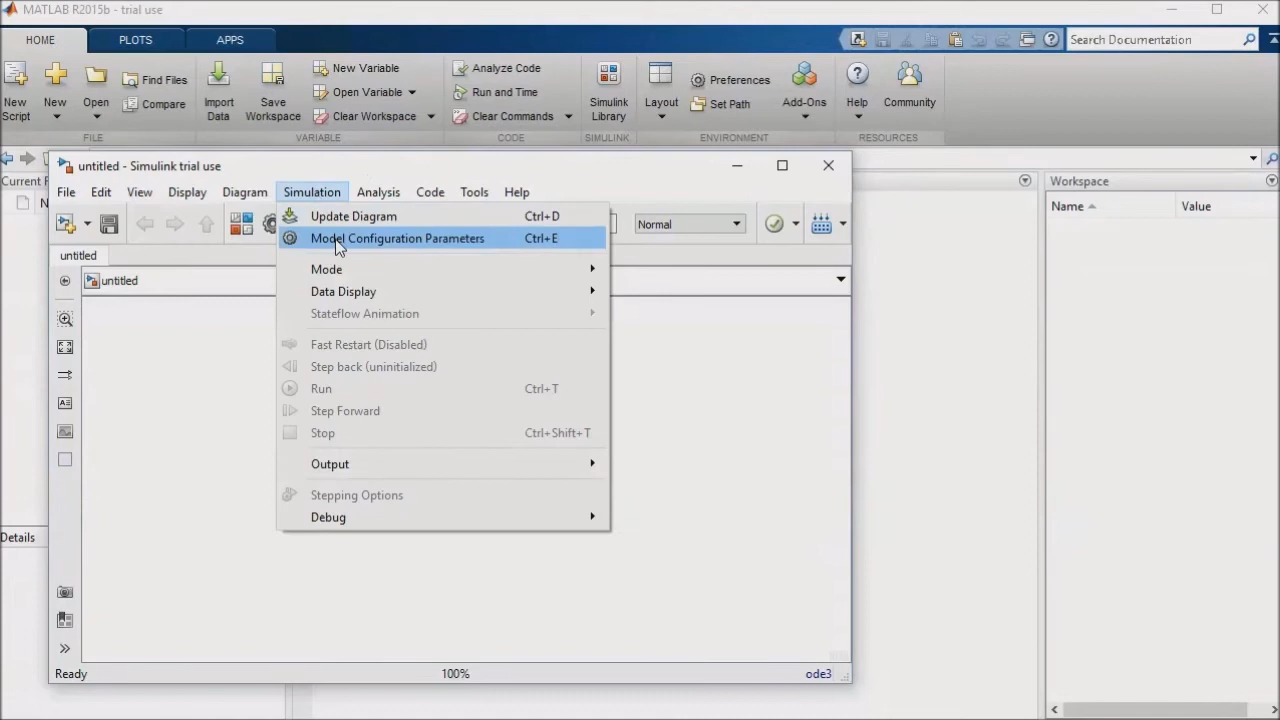 MATLAB R2015b - trial use
HOME
PLOTS
APPS
Search Documentation
New Script
New
Open
Find Files
Compare
Import Data
Save Workspace
New Variable
Open Variable
Clear Workspace
Analyze Code
Run and Time
Clear Commands
Simulink Library
Layout
Preferences
Set Path
Add-Ons
Help
Community
FILE
VARIABLE
CODE
SIMULINK
ENVIRONMENT
RESOURCES
untitled - Simulink trial use
File Edit View Display Diagram Simulation Analysis Code Tools Help
Normal
untitled
untitled
Update Diagram Ctrl+D
Model Configuration Parameters Ctrl+E
Mode
Data Display
Stateflow Animation
Fast Restart (Disabled)
Step back (uninitialized)
Run Ctrl+T
Step Forward
Stop Ctrl+Shift+T
Output
Stepping Options
Debug
Ready 100% ode3
Details
Workspace
Name Value